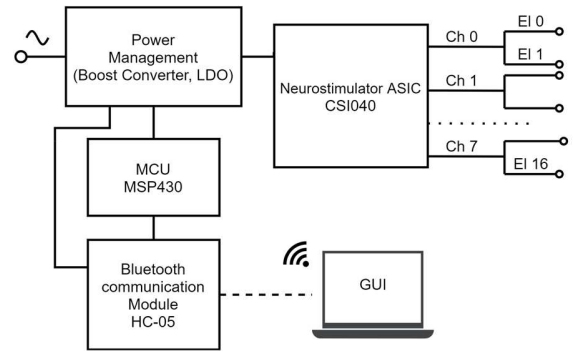 Power
Management
(Boost Converter, LDO)
Neurostimulator ASIC
CSI040
Ch 0
El 0
El 1
Ch 1
Ch 7
El 16
MCU
MSP430
Bluetooth
communication
Module
HC-05
GUI